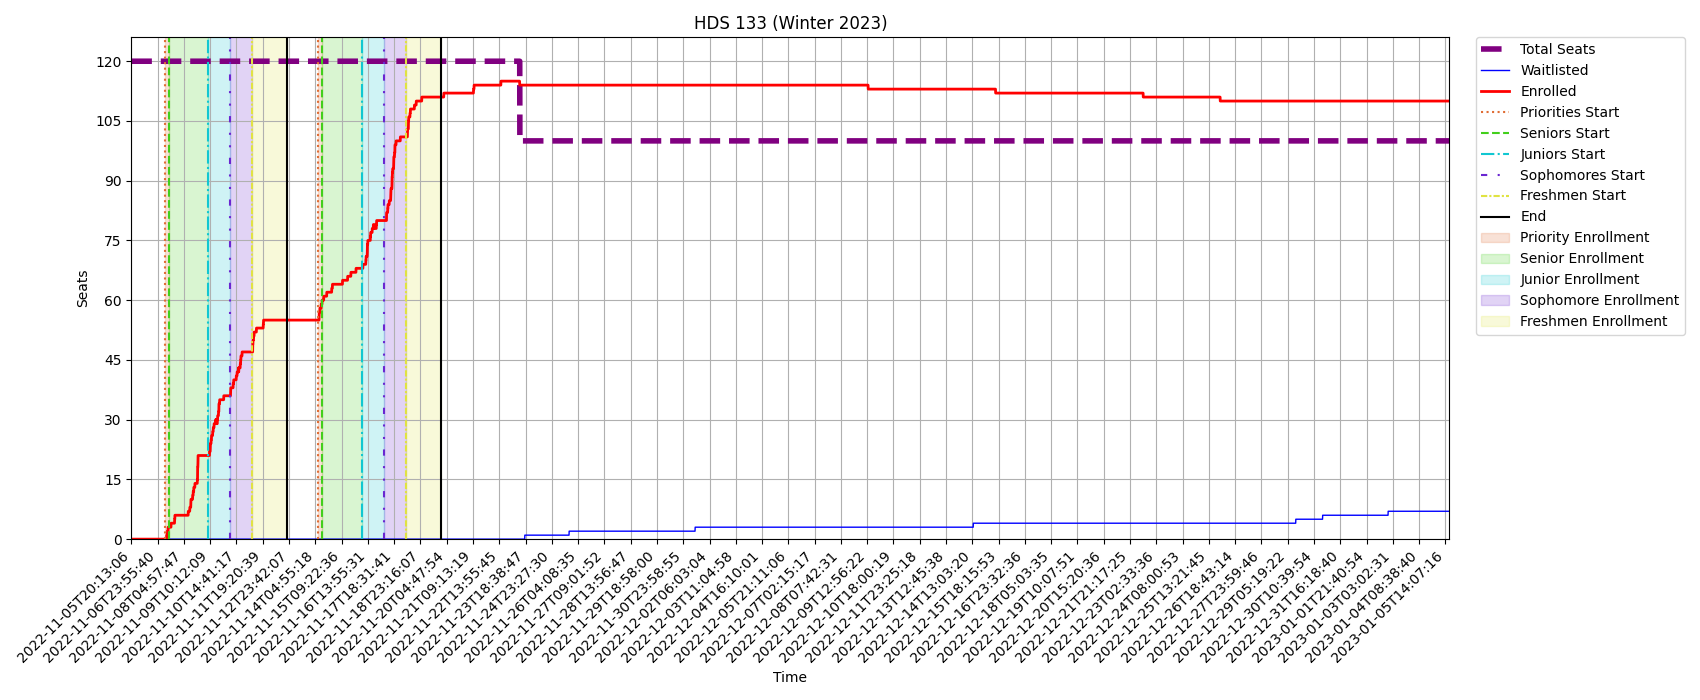 HDS 133 (Winter 2023)
Total Seats
Waitlisted
Enrolled
Priorities Start
Seniors Start
Juniors Start
Sophomores Start
Freshmen Start
End
Priority Enrollment
Senior Enrollment
Junior Enrollment
Sophomore Enrollment
Freshmen Enrollment
Seats
120
105
90
75
60
45
30
15
0
2022-11-05T20:13:06
2022-11-06T23:55:40
2022-11-08T04:57:47
2022-11-09T10:12:09
2022-11-10T14:41:17
2022-11-11T19:20:39
2022-11-12T23:42:07
2022-11-14T04:55:18
2022-11-15T09:22:36
2022-11-16T13:55:31
2022-11-17T18:31:41
2022-11-18T23:16:07
2022-11-20T04:47:54
2022-11-21T09:13:19
2022-11-22T13:55:45
2022-11-23T18:38:47
2022-11-24T23:27:30
2022-11-26T04:08:35
2022-11-27T09:01:52
2022-11-28T13:56:47
2022-11-29T18:58:00
2022-11-30T23:58:55
2022-12-02T06:03:04
2022-12-03T11:04:58
2022-12-04T16:10:01
2022-12-05T21:11:06
2022-12-07T02:15:17
2022-12-08T07:42:31
2022-12-09T12:56:22
2022-12-10T18:00:19
2022-12-11T23:25:18
2022-12-13T12:45:38
2022-12-14T13:03:20
2022-12-15T18:15:53
2022-12-16T23:32:36
2022-12-18T05:03:35
2022-12-19T10:07:51
2022-12-20T15:20:36
2022-12-21T21:17:25
2022-12-23T02:33:36
2022-12-24T08:00:53
2022-12-25T13:21:45
2022-12-26T18:43:14
2022-12-27T23:59:46
2022-12-29T05:19:22
2022-12-30T10:39:54
2022-12-31T16:18:40
2023-01-01T21:40:54
2023-01-03T03:02:31
2023-01-04T08:38:40
2023-01-05T14:07:16
Time